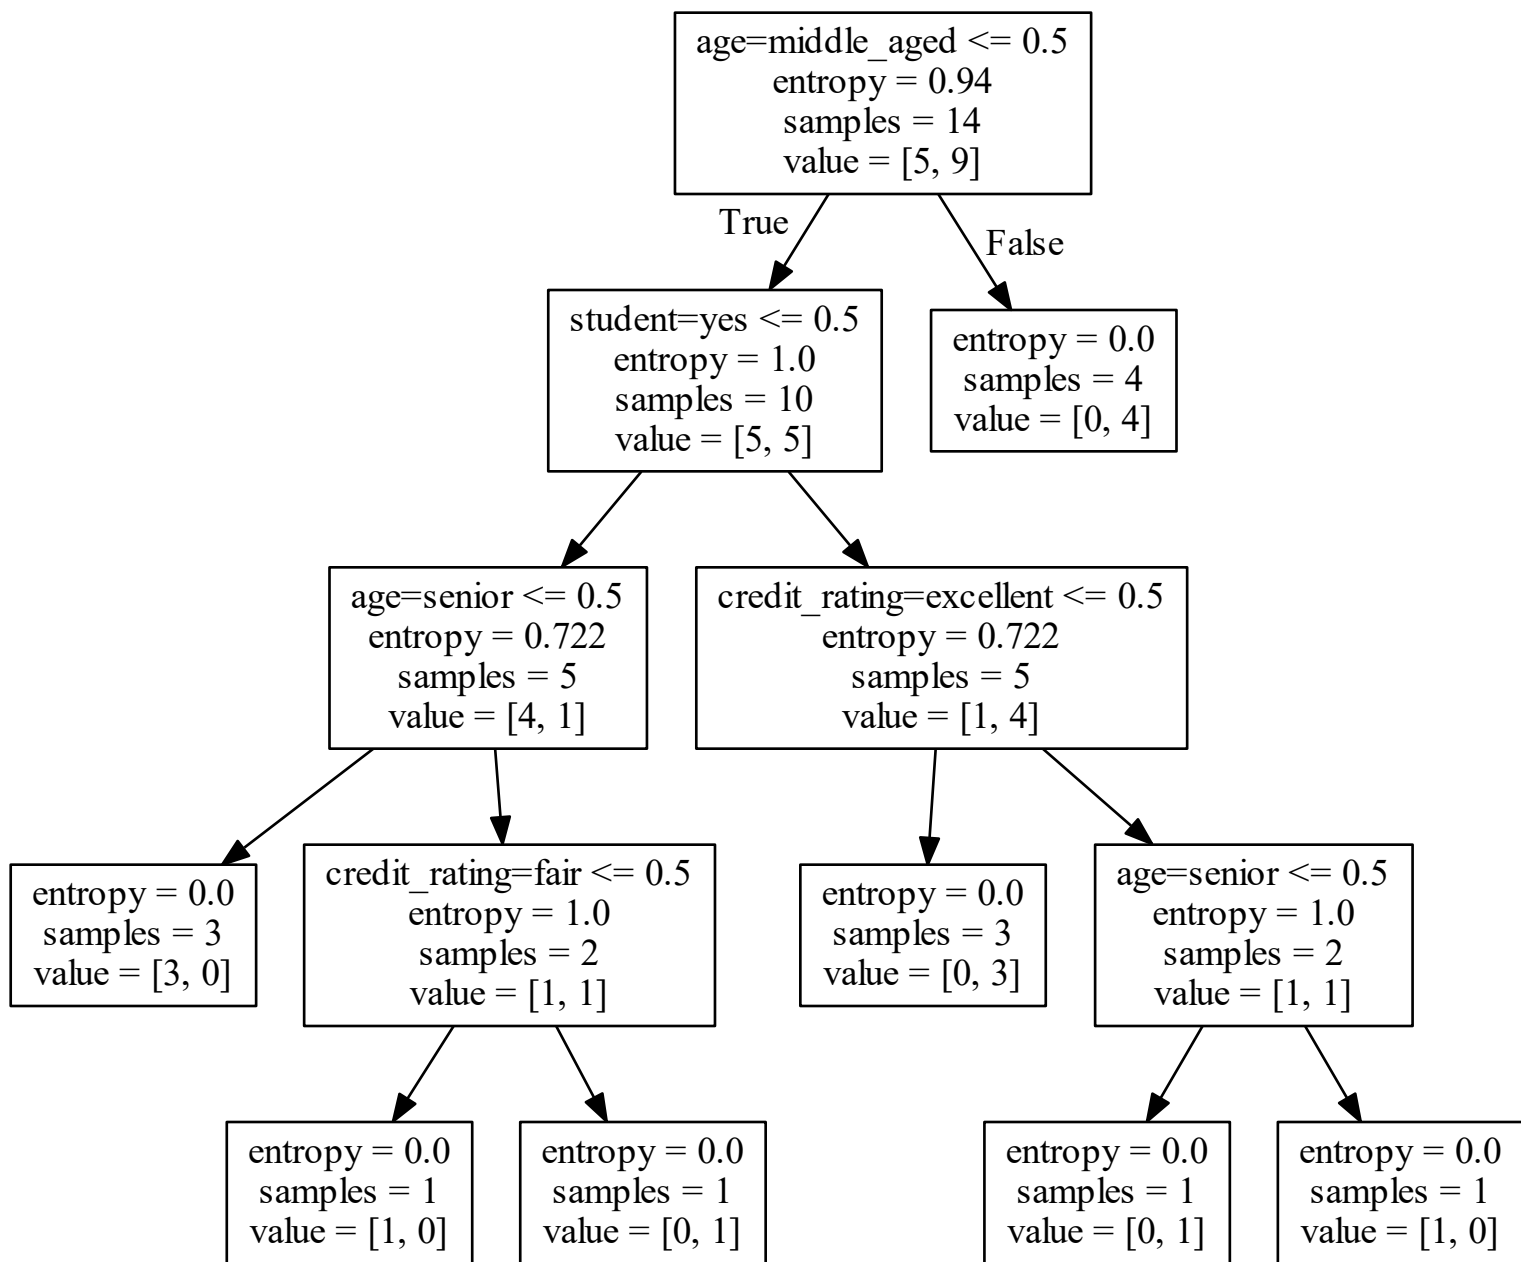 age=middle_aged <= 0.5
entropy = 0.94
samples = 14
value = [5, 9]
True
False
student=yes <= 0.5
entropy = 1.0
samples = 10
value = [5, 5]
entropy = 0.0
samples = 4
value = [0, 4]
age=senior <= 0.5
entropy = 0.722
samples = 5
value = [4, 1]
credit_rating=excellent <= 0.5
entropy = 0.722
samples = 5
value = [1, 4]
entropy = 0.0
samples = 3
value = [3, 0]
credit_rating=fair <= 0.5
entropy = 1.0
samples = 2
value = [1, 1]
entropy = 0.0
samples = 3
value = [0, 3]
age=senior <= 0.5
entropy = 1.0
samples = 2
value = [1, 1]
entropy = 0.0
samples = 1
value = [1, 0]
entropy = 0.0
samples = 1
value = [0, 1]
entropy = 0.0
samples = 1
value = [0, 1]
entropy = 0.0
samples = 1
value = [1, 0]